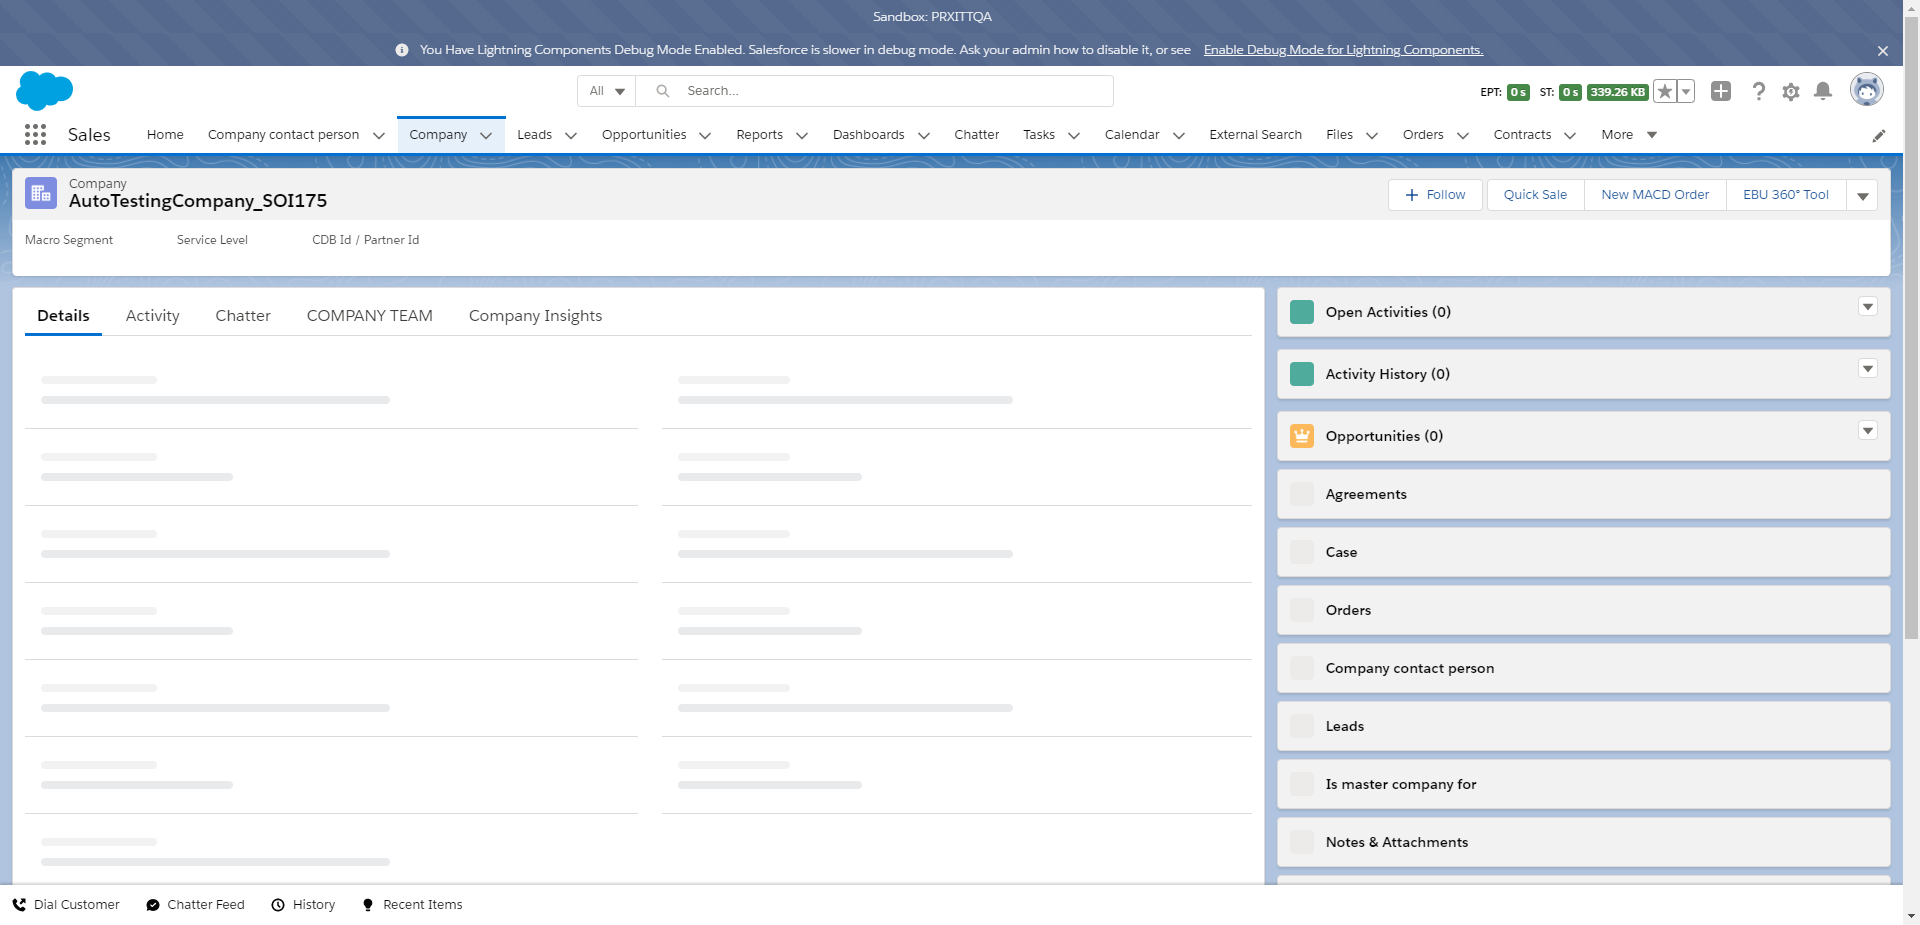 Sandbox: PRXITTQA
You Have Lightning Components Debug Mode Enabled. Salesforce is slower in debug mode. Ask your admin how to disable it, or see Enable Debug Mode for Lightning Components.
All Search... EPT: 0 s ST: 0 s 339.26 KB
Sales Home Company contact person Company Leads Opportunities Reports Dashboards Chatter Tasks Calendar External Search Files Orders Contracts More
Company
AutoTestingCompany_SOI175
Follow Quick Sale New MACD Order EBU 360° Tool
Macro Segment Service Level CDB Id / Partner Id
Details Activity Chatter COMPANY TEAM Company Insights
Open Activities (0)
Activity History (0)
Opportunities (0)
Agreements
Case
Orders
Company contact person
Leads
Is master company for
Notes & Attachments
Dial Customer Chatter Feed History Recent Items